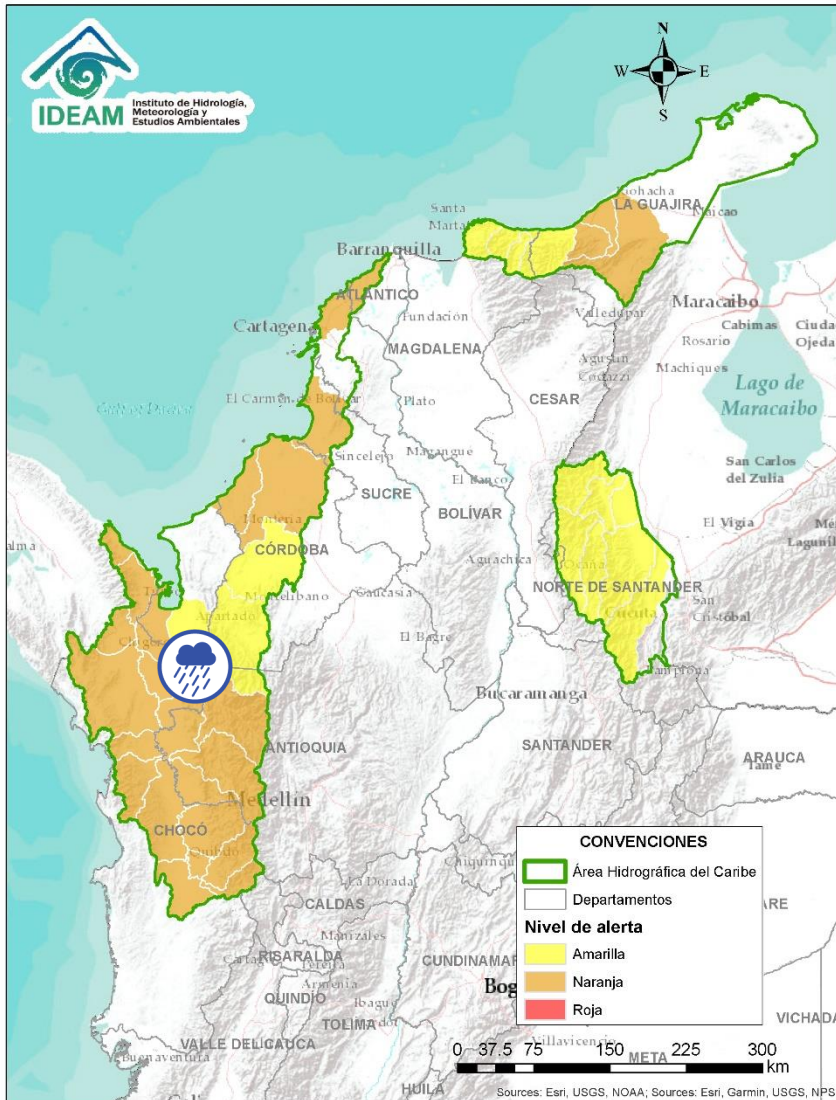 N
W E
S
IDEAM
Instituto de Hidrología,
Meteorología y
Estudios Ambientales
LA GUAJIRA
Maicao
Santa
Marta
Barranquilla
ATLÁNTICO
Maracaibo
Cartagena
Fundación
Valledupar
Cabimas
Ciuda
Rosario
Ojeda
MAGDALENA
Agustín
Codazzi
Machiques
CESAR
Lago de
Maracaibo
El Carmen de Bolívar
Plato
Sincelejo
Magangué
San Carlos
del Zulia
El Banco
SUCRE
BOLÍVAR
El Vigía
Montería
CÓRDOBA
Aguachica
Ocaña
NORTE DE SANTANDER
Montelíbano
Caucasia
Apartadó
San
Cristóbal
Cúcuta
El Bagre
Pamplona
Bucaramanga
SANTANDER
ANTIOQUIA
ARAUCA
Tame
Medellín
CHOCÓ
Quibdó
La Dorada
CALDAS
Manizales
RISARALDA
Pereira
Armenia
QUINDÍO
Ibagué
CUNDINAMAR
Bog
TOLIMA
VICHADA
VALLE DEL CAUCA
Buenaventura
Villavicencio
META
HUILA
CONVENCIONES
Área Hidrográfica del Caribe
Departamentos
Nivel de alerta
Amarilla
Naranja
Roja
0 37.5 75 150 225 300
km
Sources: Esri, USGS, NOAA; Sources: Esri, Garmin, USGS, NPS